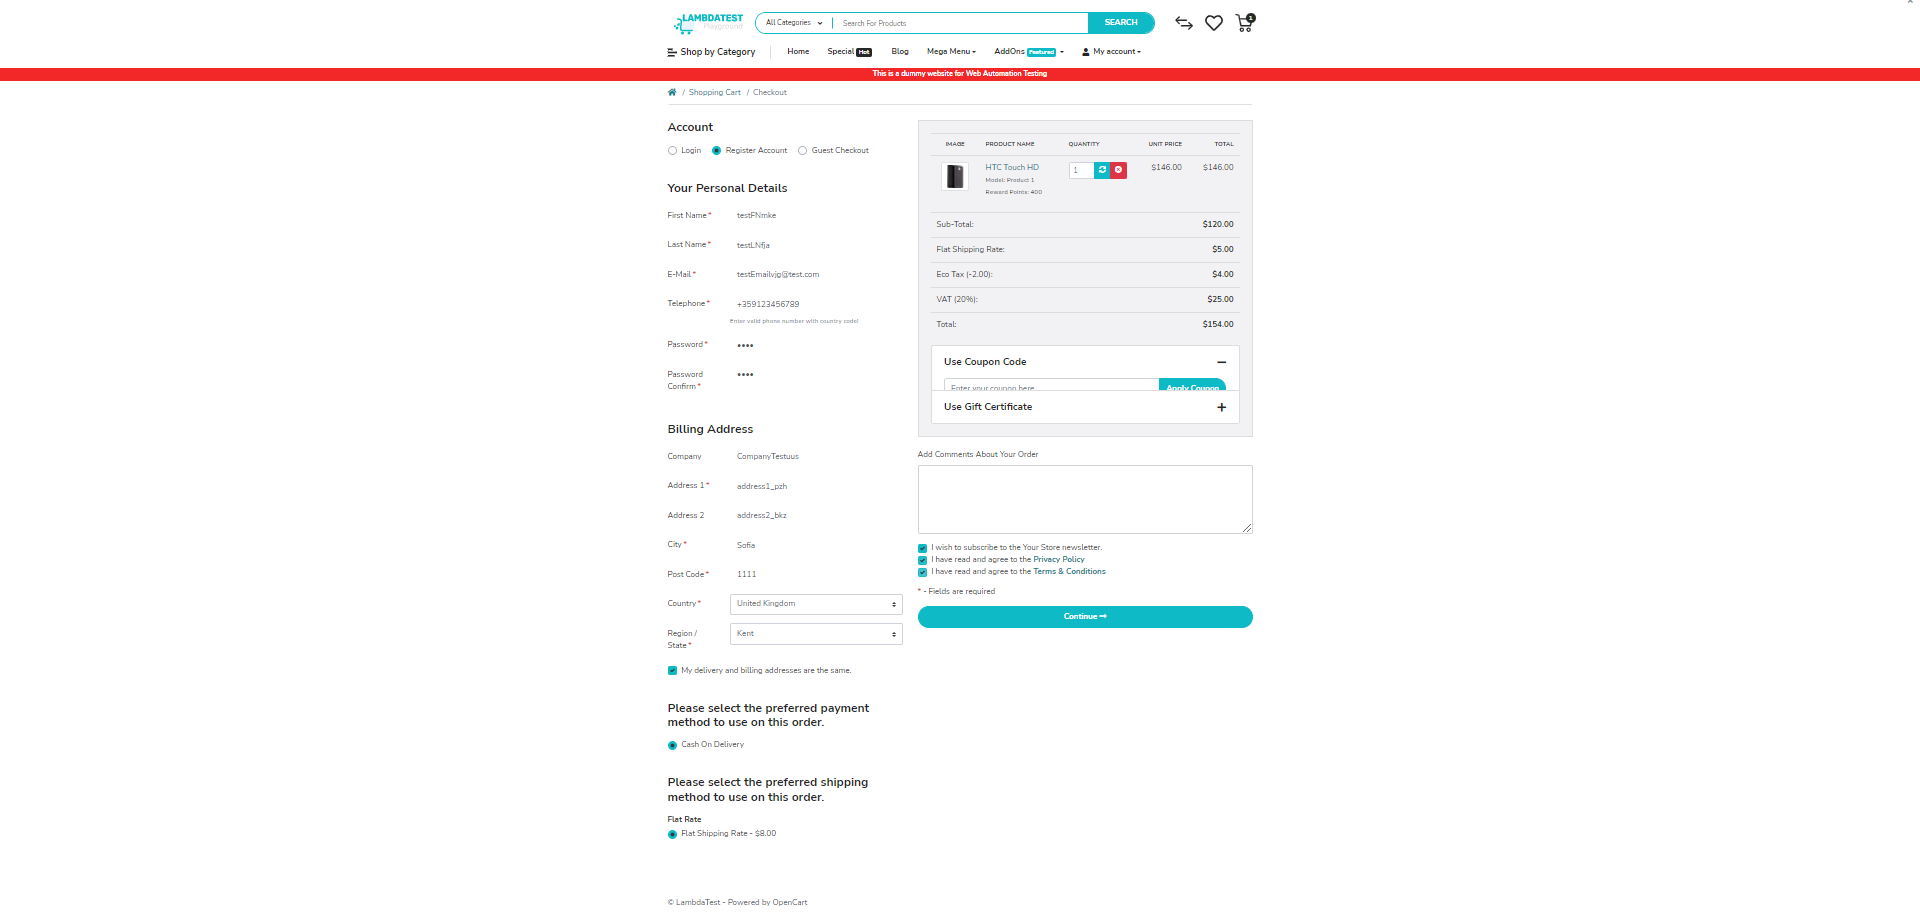 LAMBDATEST
Playground
All Categories
Search For Products
SEARCH
1
Shop by Category
Home
Special Hot
Blog
Mega Menu
AddOns Featured
My account
This is a dummy website for Web Automation Testing
/ Shopping Cart / Checkout
Account
Login
Register Account
Guest Checkout
Your Personal Details
First Name* testFNmke
Last Name* testLNfja
E-Mail* testEmailvjg@test.com
Telephone* +359123456789
Enter valid phone number with country code!
Password* ••••
Password
Confirm* ••••
Billing Address
Company CompanyTestuus
Address 1* address1_pzh
Address 2 address2_bkz
City* Sofia
Post Code* 1111
Country* United Kingdom
Region /
State* Kent
My delivery and billing addresses are the same.
Please select the preferred payment
method to use on this order.
Cash On Delivery
Please select the preferred shipping
method to use on this order.
Flat Rate
Flat Shipping Rate - $8.00
IMAGE PRODUCT NAME QUANTITY UNIT PRICE TOTAL
HTC Touch HD 1 $146.00 $146.00
Model: Product 1
Reward Points: 400
Sub-Total: $120.00
Flat Shipping Rate: $5.00
Eco Tax (-2.00): $4.00
VAT (20%): $25.00
Total: $154.00
Use Coupon Code
Enter your coupon here
Apply Coupon
Use Gift Certificate
Add Comments About Your Order
I wish to subscribe to the Your Store newsletter.
I have read and agree to the Privacy Policy
I have read and agree to the Terms & Conditions
* - Fields are required
Continue
© LambdaTest - Powered by OpenCart